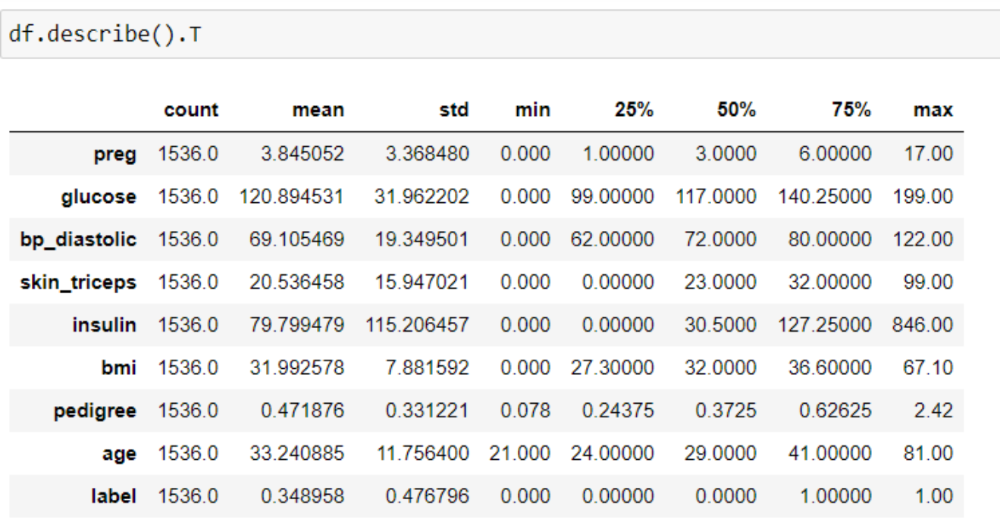 df.describe().T
count mean std min 25% 50% 75% max
preg 1536.0 3.845052 3.368480 0.000 1.00000 3.0000 6.00000 17.00
glucose 1536.0 120.894531 31.962202 0.000 99.00000 117.0000 140.25000 199.00
bp_diastolic 1536.0 69.105469 19.349501 0.000 62.00000 72.0000 80.00000 122.00
skin_triceps 1536.0 20.536458 15.947021 0.000 0.00000 23.0000 32.00000 99.00
insulin 1536.0 79.799479 115.206457 0.000 0.00000 30.5000 127.25000 846.00
bmi 1536.0 31.992578 7.881592 0.000 27.30000 32.0000 36.60000 67.10
pedigree 1536.0 0.471876 0.331221 0.078 0.24375 0.3725 0.62625 2.42
age 1536.0 33.240885 11.756400 21.000 24.00000 29.0000 41.00000 81.00
label 1536.0 0.348958 0.476796 0.000 0.00000 0.0000 1.00000 1.00